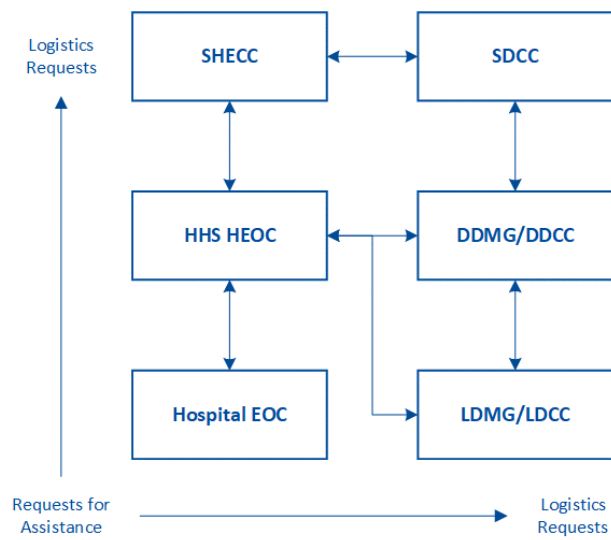 Logistics
Requests
SHECC
SDCC
HHS HEOC
DDMG/DDCC
Hospital EOC
LDMG/LDCC
Requests for
Assistance
Logistics
Requests